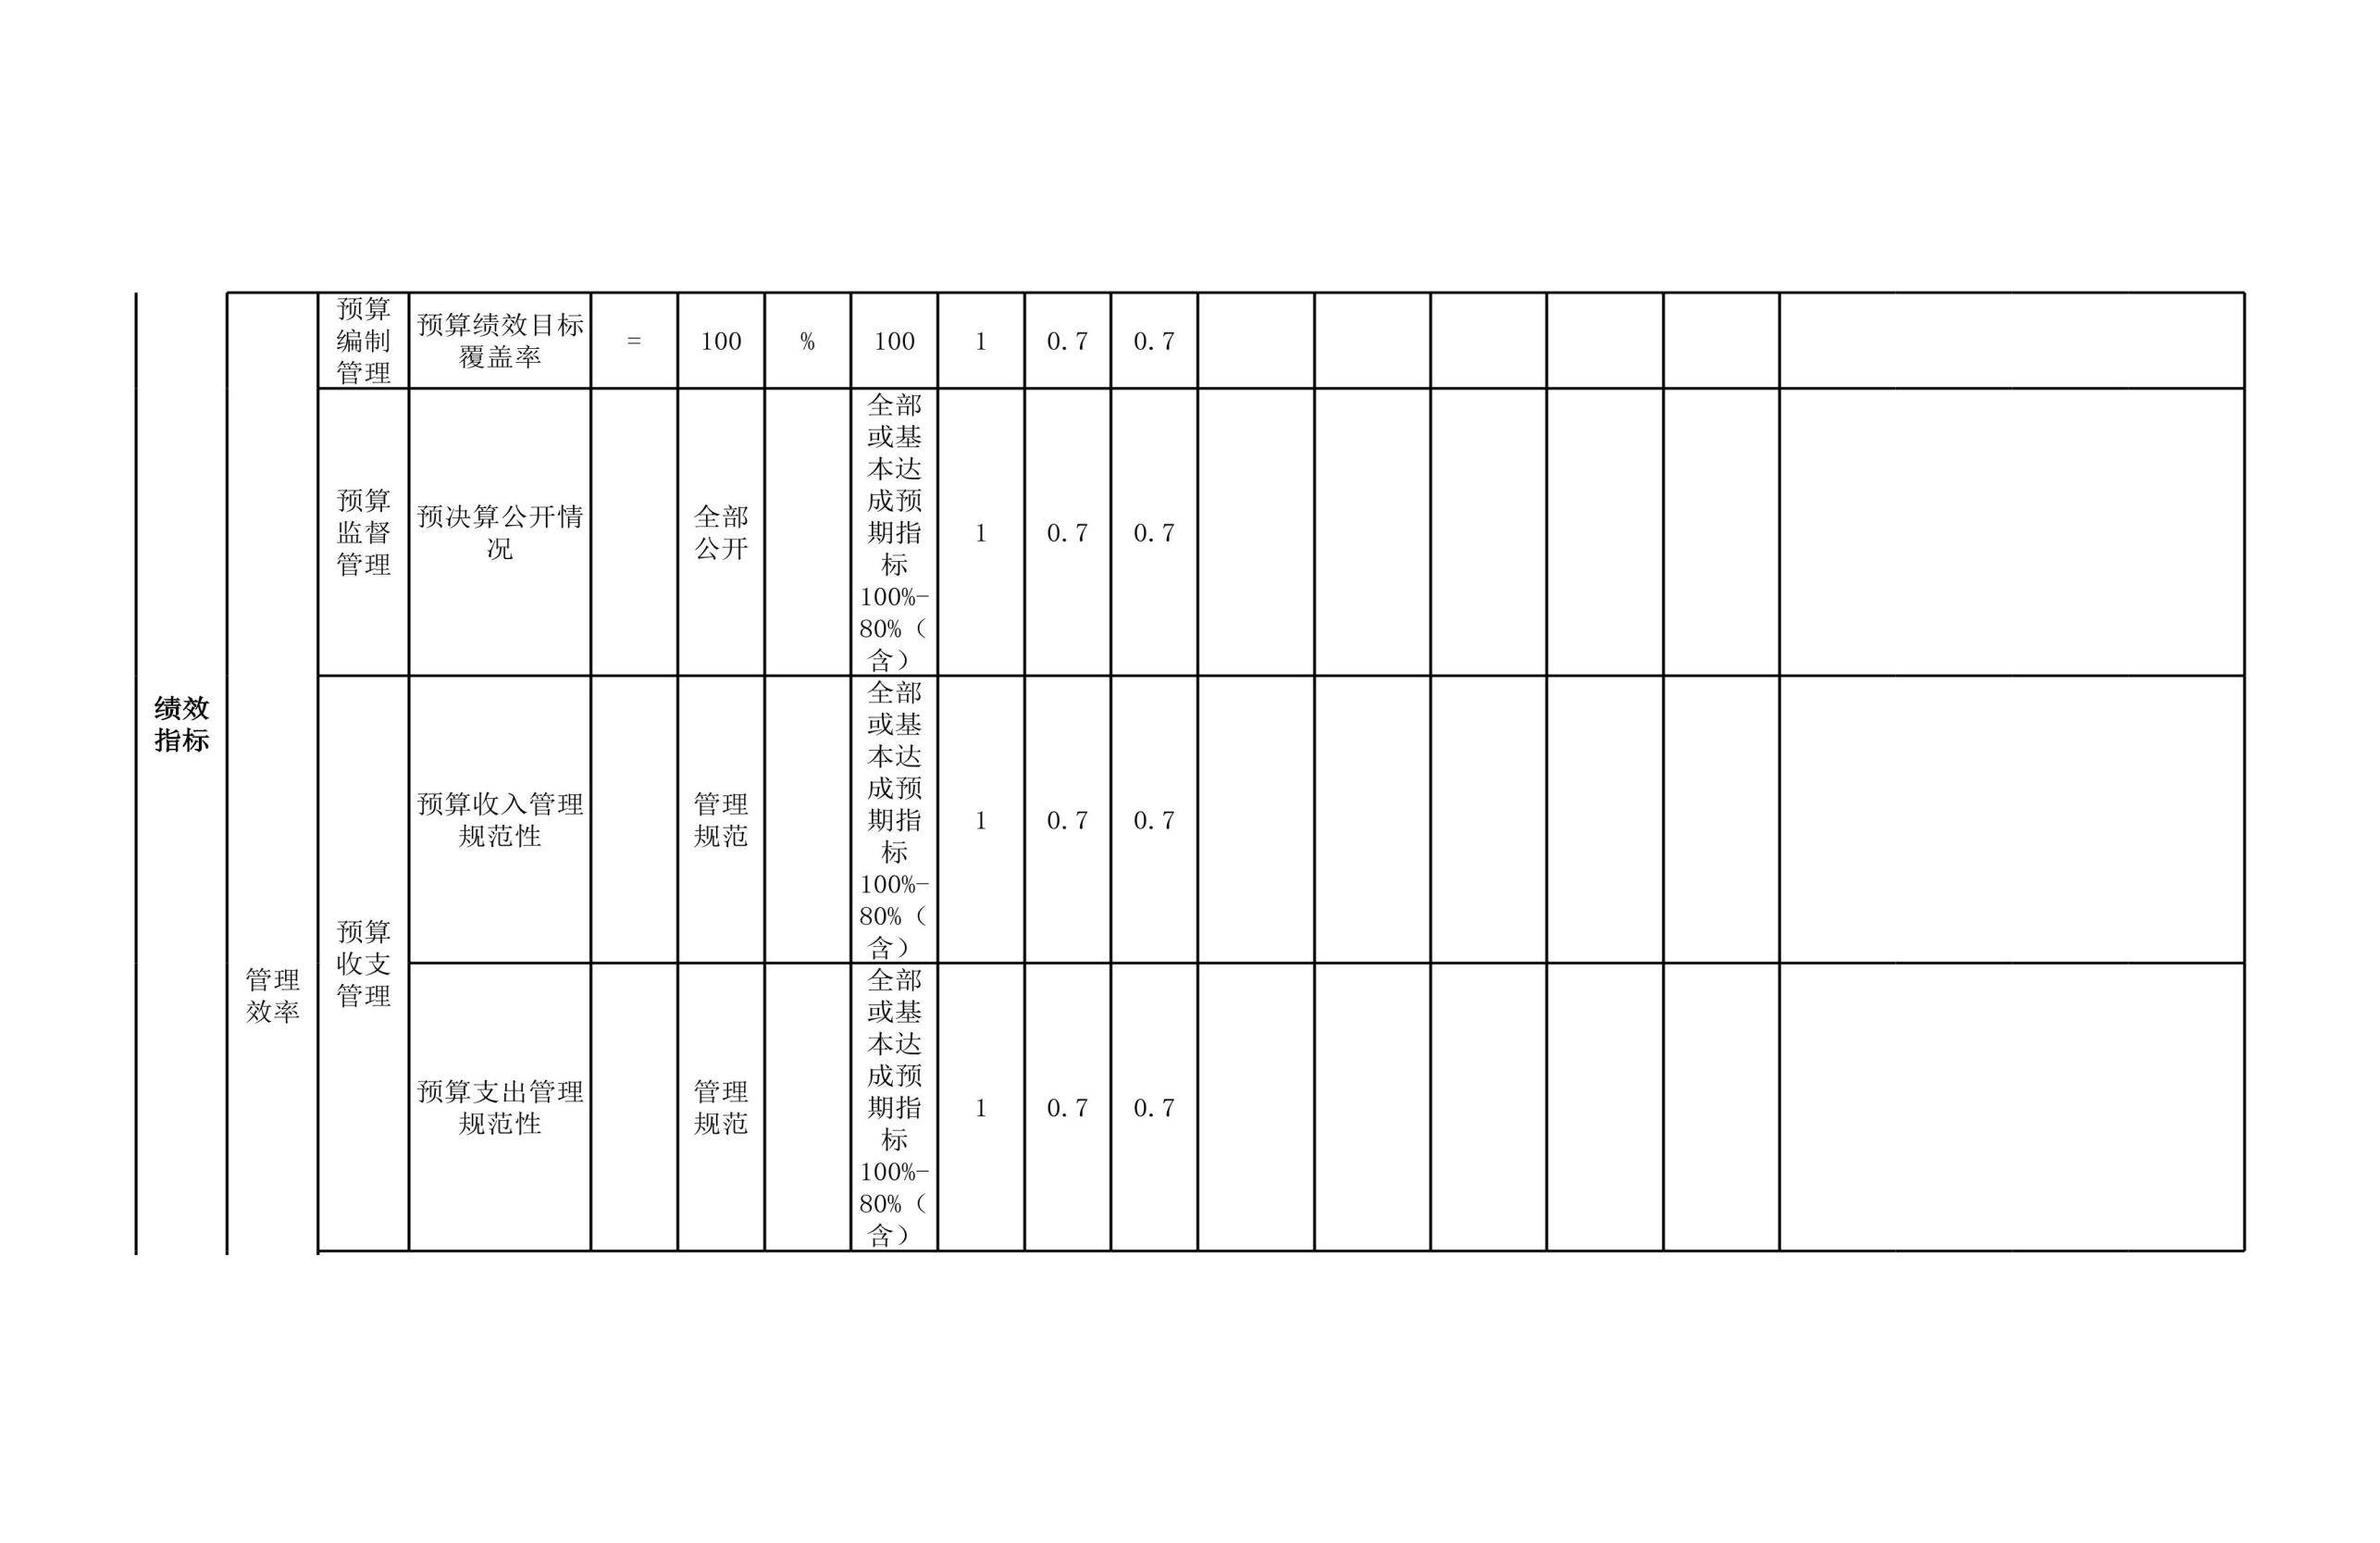 绩效
指标
管理
效率
预算
编制
管理
预算绩效目标
覆盖率
=
100
%
100
1
0.7
0.7
预算
监督
管理
预决算公开情
况
全部
公开
全部
或基
本达
成预
期指
标
100%-
80%（
含）
1
0.7
0.7
预算
收支
管理
预算收入管理
规范性
管理
规范
全部
或基
本达
成预
期指
标
100%-
80%（
含）
1
0.7
0.7
预算支出管理
规范性
管理
规范
全部
或基
本达
成预
期指
标
100%-
80%（
含）
1
0.7
0.7